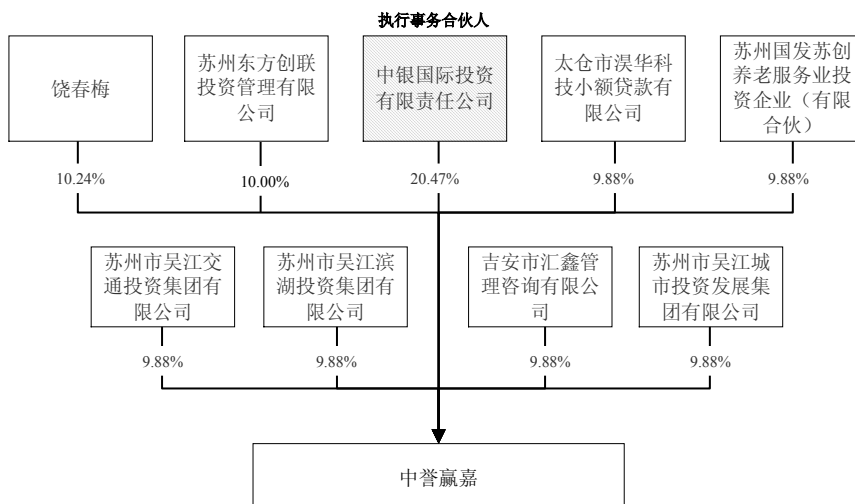 执行事务合伙人
饶春梅
苏州东方创联
投资管理有限
公司
中银国际投资
有限责任公司
太仓市淏华科
技小额贷款有
限公司
苏州国发苏创
养老服务业投
资企业（有限
合伙）
10.24%
10.00%
20.47%
9.88%
9.88%
苏州市吴江交
通投资集团有
限公司
苏州市吴江滨
湖投资集团有
限公司
吉安市汇鑫管
理咨询有限公
司
苏州市吴江城
市投资发展集
团有限公司
9.88%
9.88%
9.88%
9.88%
中誉赢嘉